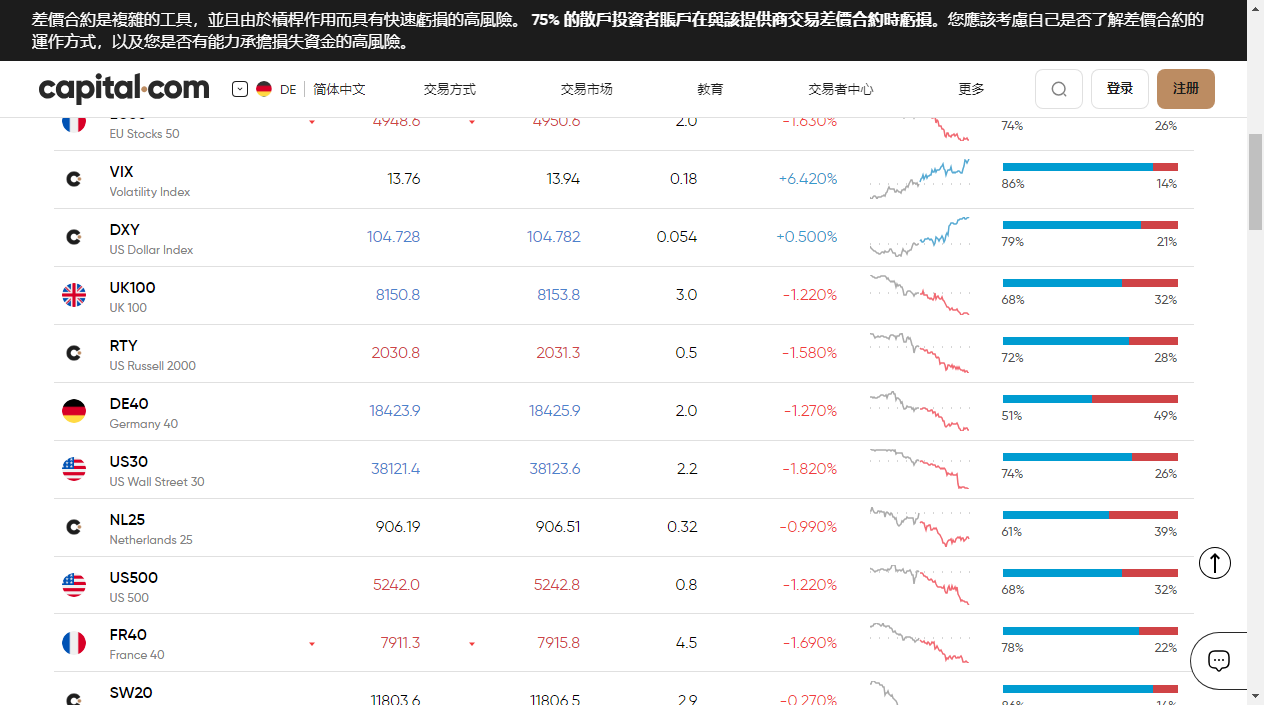 差價合約是複雜的工具，並且由於槓桿作用而具有快速虧損的高風險。 75% 的散戶投資者賬戶在與該提供商交易差價合約時虧損。您應該考慮自己是否了解差價合約的
運作方式，以及您是否有能力承擔損失資金的高風險。
capital.com DE 简体中文 交易方式 交易市场 教育 交易者中心 更多 登录 注册
4948.6 4950.6 2.0 -1.630%
EU Stocks 50 74% 26%
VIX 13.76 13.94 0.18 +6.420%
Volatility Index 86% 14%
DXY 104.728 104.782 0.054 +0.500%
US Dollar Index 79% 21%
UK100 8150.8 8153.8 3.0 -1.220%
UK 100 68% 32%
RTY 2030.8 2031.3 0.5 -1.580%
US Russell 2000 72% 28%
DE40 18423.9 18425.9 2.0 -1.270%
Germany 40 51% 49%
US30 38121.4 38123.6 2.2 -1.820%
US Wall Street 30 74% 26%
NL25 906.19 906.51 0.32 -0.990%
Netherlands 25 61% 39%
US500 5242.0 5242.8 0.8 -1.220%
US 500 68% 32%
FR40 7911.3 7915.8 4.5 -1.690%
France 40 78% 22%
SW20 11803.6 11806.5 2.9 -0.270%